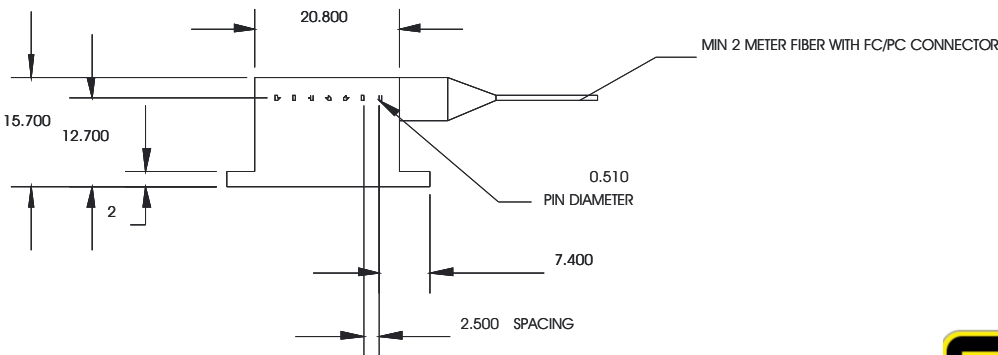 20.800
MIN 2 METER FIBER WITH FC/PC CONNECTOR
15.700
12.700
0.510
PIN DIAMETER
2
7.400
2.500 SPACING